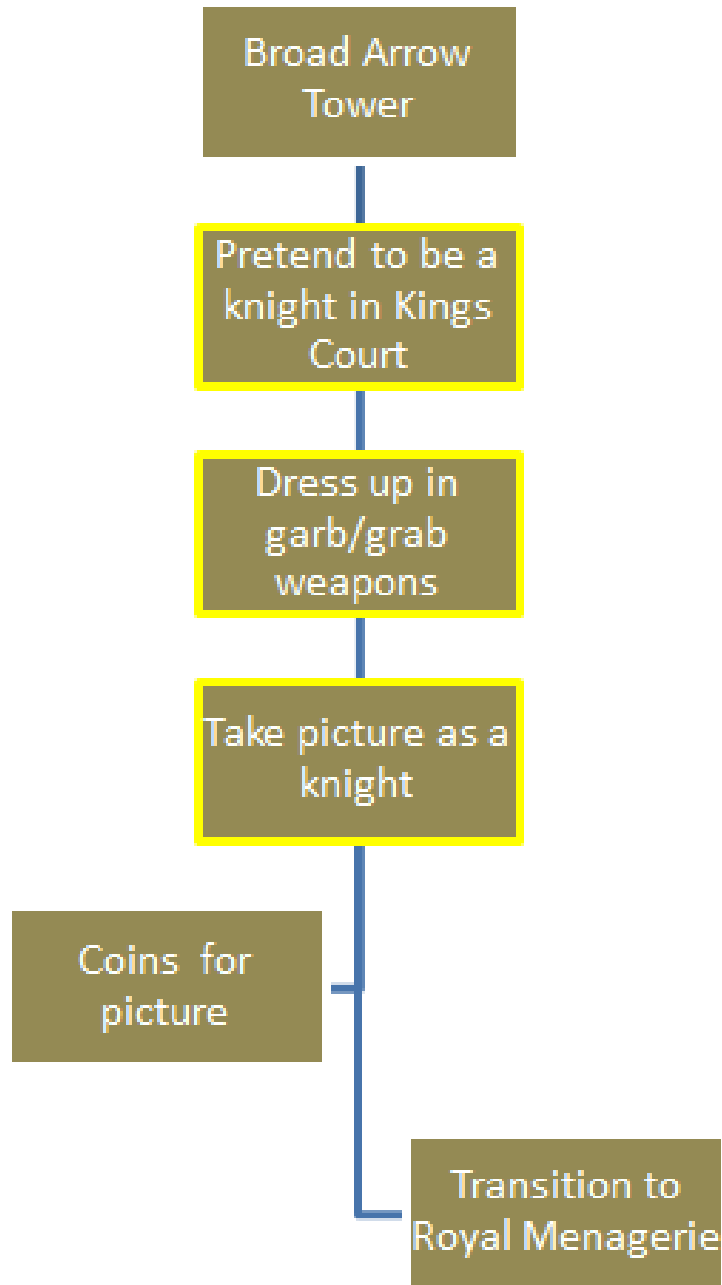 Broad Arrow
Tower
Pretend to be a
knight in Kings
Court
Dress up in
garb/grab
weapons
Take picture as a
knight
Coins for
picture
Transition to
Royal Menagerie